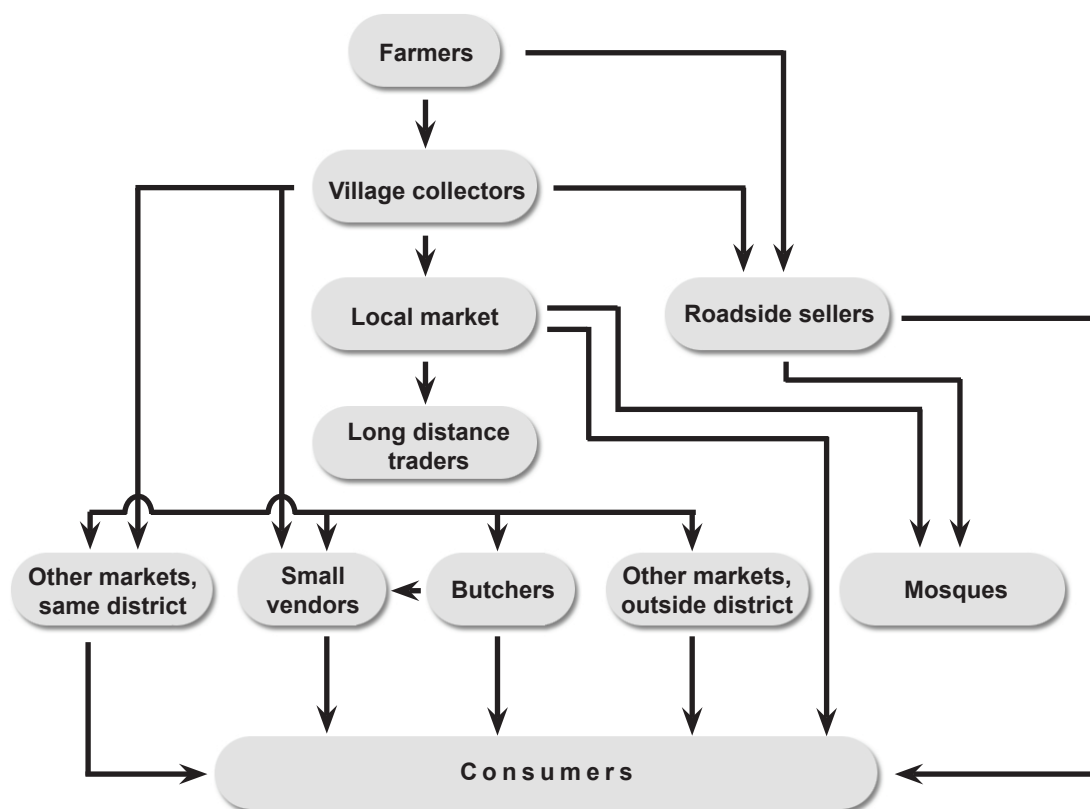 Farmers
Village collectors
Local market
Roadside sellers
Long distance
traders
Other markets,
same district
Small
vendors
Butchers
Other markets,
outside district
Mosques
Consumers